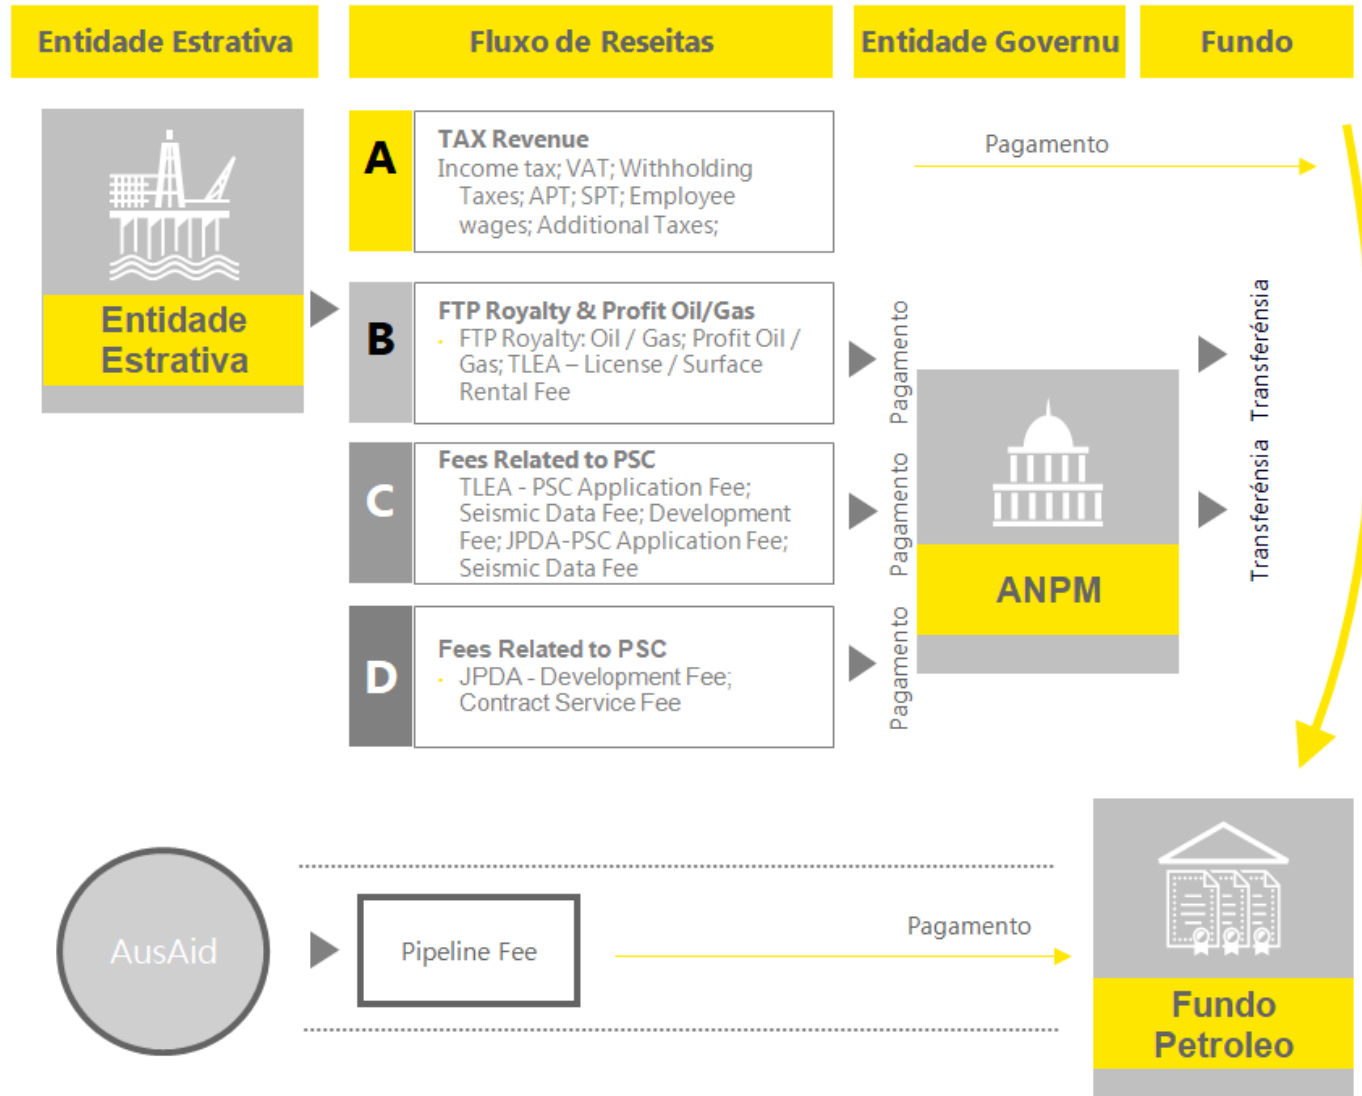 Entidade Estrativa
Fluxo de Reseitas
Entidade Governu
Fundo
Entidade
Estrativa
A
TAX Revenue
Income tax; VAT; Withholding
Taxes; APT; SPT; Employee
wages; Additional Taxes;
Pagamento
B
FTP Royalty & Profit Oil/Gas
FTP Royalty: Oil / Gas; Profit Oil /
Gas; TLEA – License / Surface
Rental Fee
Pagamento
Transferénsia
C
Fees Related to PSC
TLEA - PSC Application Fee;
Seismic Data Fee; Development
Fee; JPDA-PSC Application Fee;
Seismic Data Fee
Pagamento
Transferénsia
ANPM
D
Fees Related to PSC
JPDA - Development Fee;
Contract Service Fee
Pagamento
AusAid
Pipeline Fee
Pagamento
Fundo
Petroleo